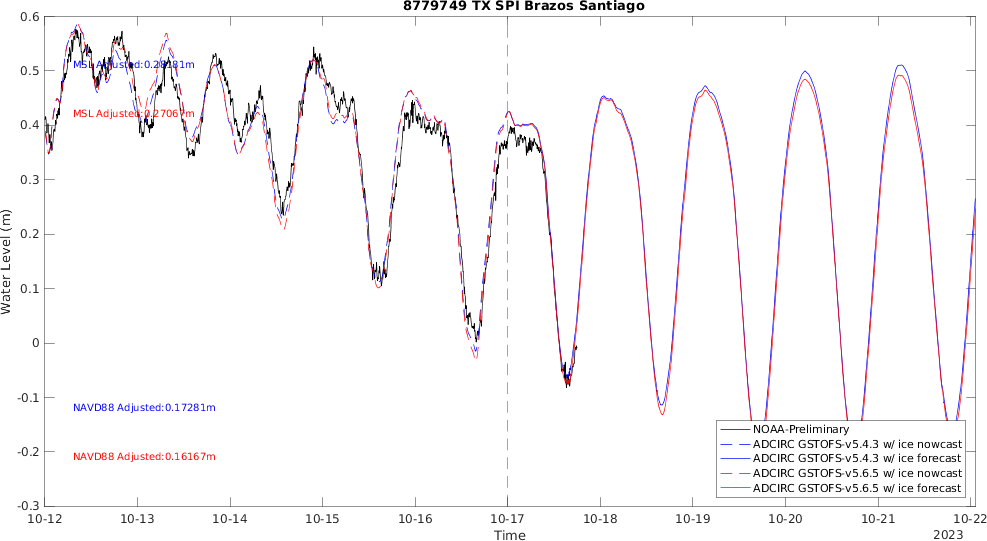 8779749 TX SPI Brazos Santiago
0.6
0.5
0.4
0.3
0.2
0.1
0
-0.1
-0.2
-0.3
Water Level (m)
MSL Adjusted:0.28181m
MSL Adjusted:0.27067m
NAVD88 Adjusted:0.17281m
NAVD88 Adjusted:0.16167m
NOAA-Preliminary
ADCIRC GSTOFS-v5.4.3 w/ ice nowcast
ADCIRC GSTOFS-v5.4.3 w/ ice forecast
ADCIRC GSTOFS-v5.6.5 w/ ice nowcast
ADCIRC GSTOFS-v5.6.5 w/ ice forecast
10-12 10-13 10-14 10-15 10-16 10-17 10-18 10-19 10-20 10-21 10-22
Time
2023